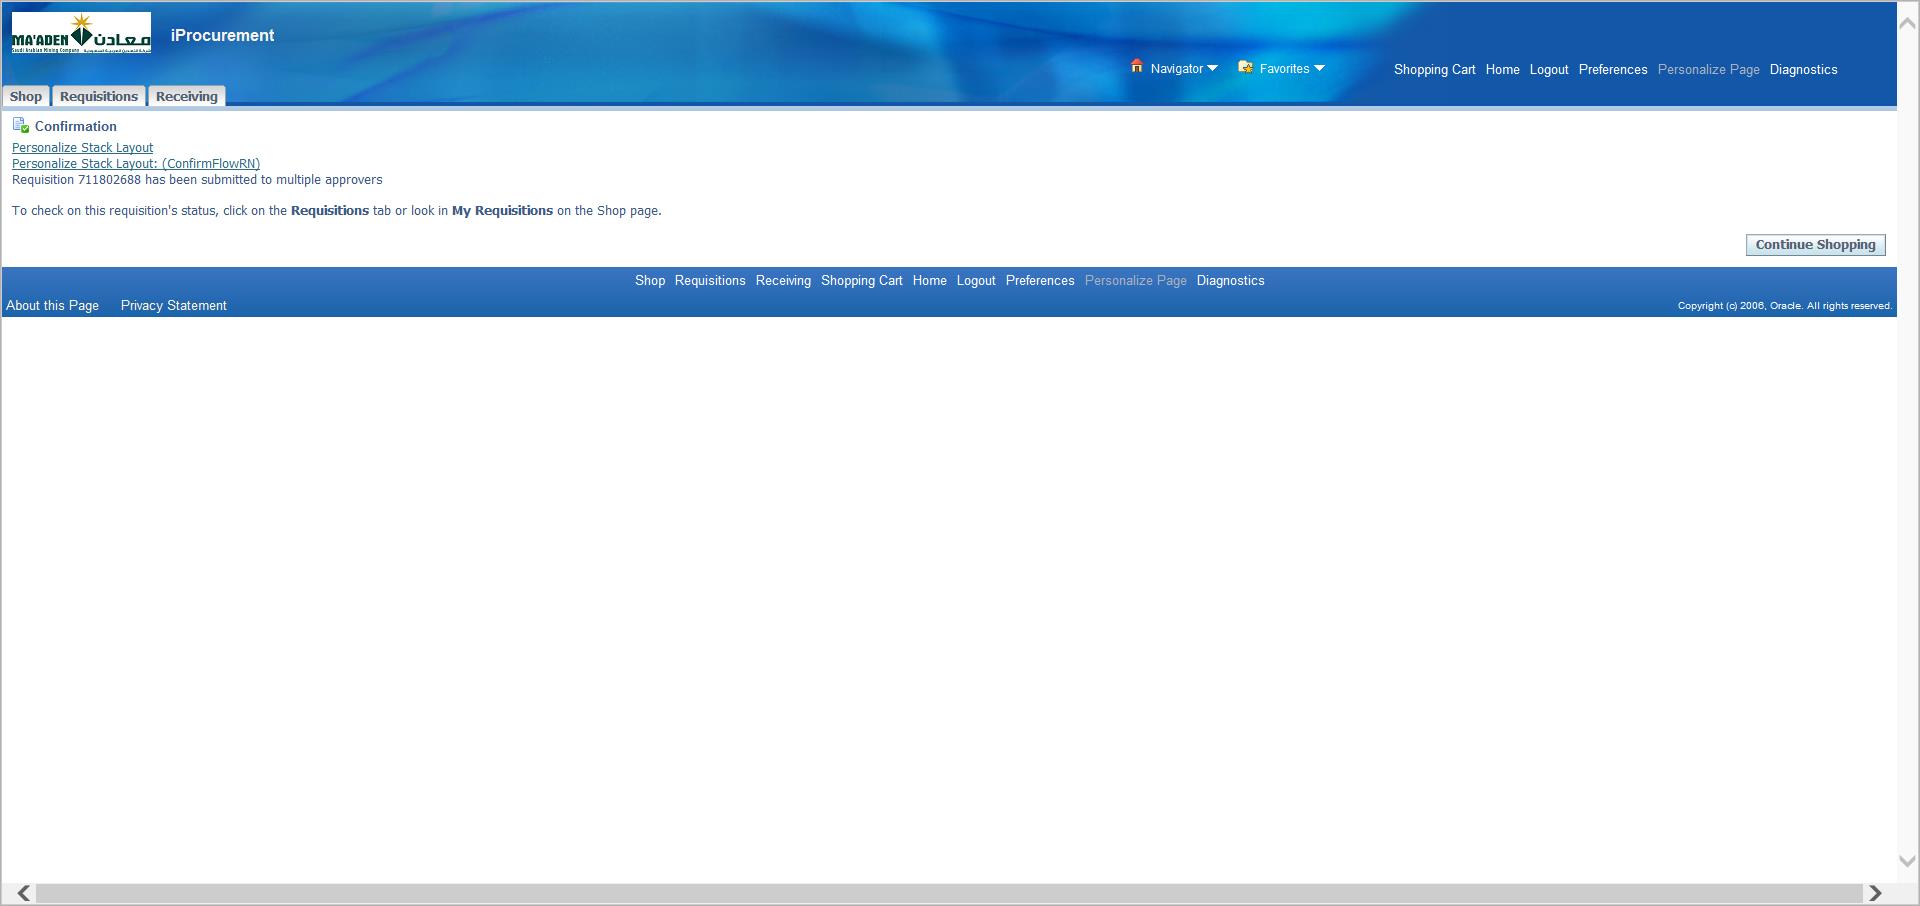 MA'ADEN معادن
Saudi Arabian Mining Company شركة التعدين العربية السعودية
iProcurement
Navigator Favorites Shopping Cart Home Logout Preferences Personalize Page Diagnostics
Shop Requisitions Receiving
Confirmation
Personalize Stack Layout
Personalize Stack Layout: (ConfirmFlowRN)
Requisition 711802688 has been submitted to multiple approvers
To check on this requisition's status, click on the Requisitions tab or look in My Requisitions on the Shop page.
Continue Shopping
Shop Requisitions Receiving Shopping Cart Home Logout Preferences Personalize Page Diagnostics
About this Page Privacy Statement Copyright (c) 2006, Oracle. All rights reserved.